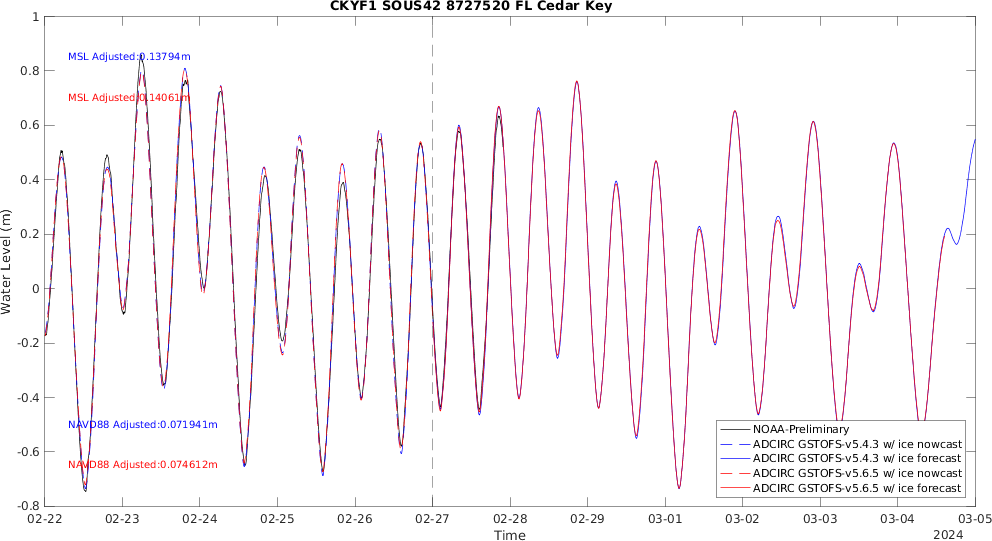 CKYF1 SOUS42 8727520 FL Cedar Key
1
0.8
0.6
0.4
0.2
0
-0.2
-0.4
-0.6
-0.8
Water Level (m)
MSL Adjusted:0.13794m
MSL Adjusted:0.14061m
NAVD88 Adjusted:0.071941m
NAVD88 Adjusted:0.074612m
NOAA-Preliminary
ADCIRC GSTOFS-v5.4.3 w/ ice nowcast
ADCIRC GSTOFS-v5.4.3 w/ ice forecast
ADCIRC GSTOFS-v5.6.5 w/ ice nowcast
ADCIRC GSTOFS-v5.6.5 w/ ice forecast
02-22 02-23 02-24 02-25 02-26 02-27 02-28 02-29 03-01 03-02 03-03 03-04 03-05
Time
2024